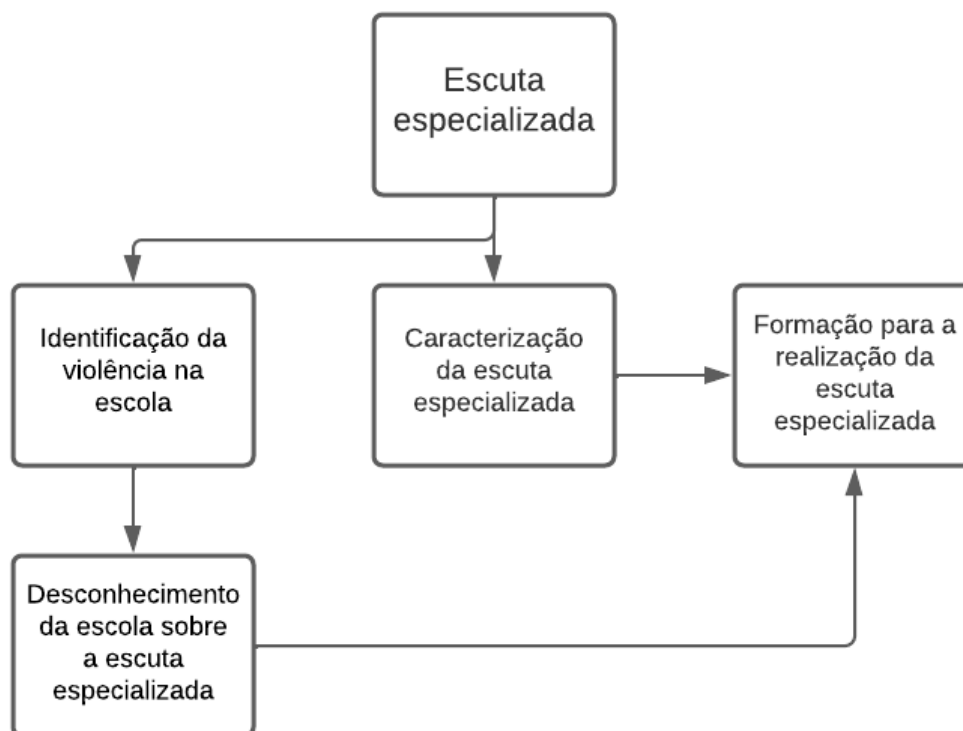 Escuta
especializada
Identificação da
violência na
escola
Caracterização
da escuta
especializada
Formação para a
realização da
escuta
especializada
Desconhecimento
da escola sobre
a escuta
especializada